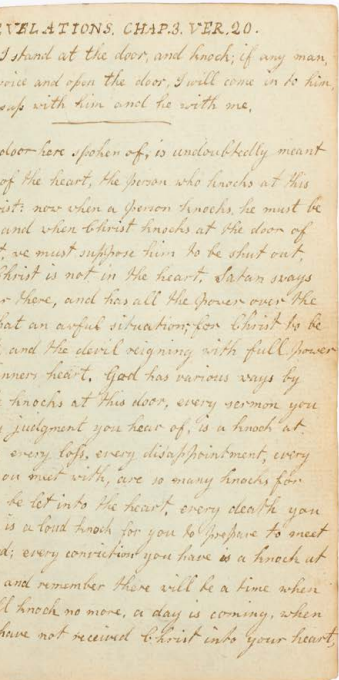 EVELATIONS. CHAP.3. VER.20.
I stand at the door, and knock; if any man,
voice and open the door, I will come in to him,
sup with him and he with me.
door here spoken of, is undoubtedly meant
of the heart, the person who knocks at this
rist: now when a person knocks, he must be
and when Christ knocks at the door of
t, we must suppose him to be shut out,
Christ is not in the heart. Satan sways
r there, and has all the power over the
hat an awful situation; for Christ to be
, and the devil reigning with full power
inners heart. God has various ways by
knocks at this door, every sermon you
y judgment you hear of, is a knock at
every loss, every disappointment, every
ou meet with, are so many knocks for
be let into the heart, every death you
is a loud knock for you to prepare to meet
d; every conviction you have is a knock at
and remember there will be a time when
ll knock no more, a day is coming, when
have not received Christ into your heart,